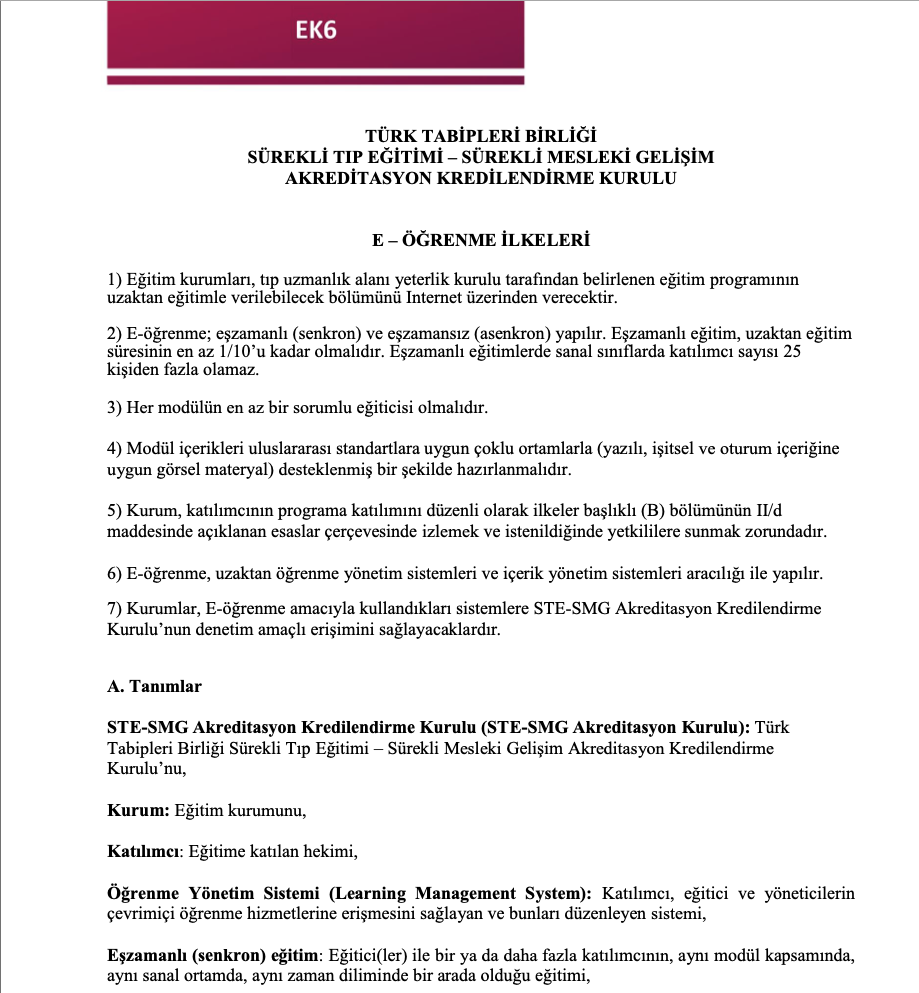 EK6
TÜRK TABİPLERİ BİRLİĞİ
SÜREKLİ TIP EĞİTİMİ – SÜREKLİ MESLEKİ GELİŞİM
AKREDİTASYON KREDİLENDİRME KURULU
E – ÖĞRENME İLKELERİ
1) Eğitim kurumları, tıp uzmanlık alanı yeterlik kurulu tarafından belirlenen eğitim programının
uzaktan eğitimle verilebilecek bölümünü Internet üzerinden verecektir.
2) E-öğrenme; eşzamanlı (senkron) ve eşzamansız (asenkron) yapılır. Eşzamanlı eğitim, uzaktan eğitim
süresinin en az 1/10’u kadar olmalıdır. Eşzamanlı eğitimlerde sanal sınıflarda katılımcı sayısı 25
kişiden fazla olamaz.
3) Her modülün en az bir sorumlu eğiticisi olmalıdır.
4) Modül içerikleri uluslararası standartlara uygun çoklu ortamlarla (yazılı, işitsel ve oturum içeriğine
uygun görsel materyal) desteklenmiş bir şekilde hazırlanmalıdır.
5) Kurum, katılımcının programa katılımını düzenli olarak ilkeler başlıklı (B) bölümünün II/d
maddesinde açıklanan esaslar çerçevesinde izlemek ve istenildiğinde yetkililere sunmak zorundadır.
6) E-öğrenme, uzaktan öğrenme yönetim sistemleri ve içerik yönetim sistemleri aracılığı ile yapılır.
7) Kurumlar, E-öğrenme amacıyla kullandıkları sistemlere STE-SMG Akreditasyon Kredilendirme
Kurulu’nun denetim amaçlı erişimini sağlayacaklardır.
A. Tanımlar
STE-SMG Akreditasyon Kredilendirme Kurulu (STE-SMG Akreditasyon Kurulu): Türk
Tabipleri Birliği Sürekli Tıp Eğitimi – Sürekli Mesleki Gelişim Akreditasyon Kredilendirme
Kurulu’nu,
Kurum: Eğitim kurumunu,
Katılımcı: Eğitime katılan hekimi,
Öğrenme Yönetim Sistemi (Learning Management System): Katılımcı, eğitici ve yöneticilerin
çevrimiçi öğrenme hizmetlerine erişmesini sağlayan ve bunları düzenleyen sistemi,
Eşzamanlı (senkron) eğitim: Eğitici(ler) ile bir ya da daha fazla katılımcının, aynı modül kapsamında,
aynı sanal ortamda, aynı zaman diliminde bir arada olduğu eğitimi,